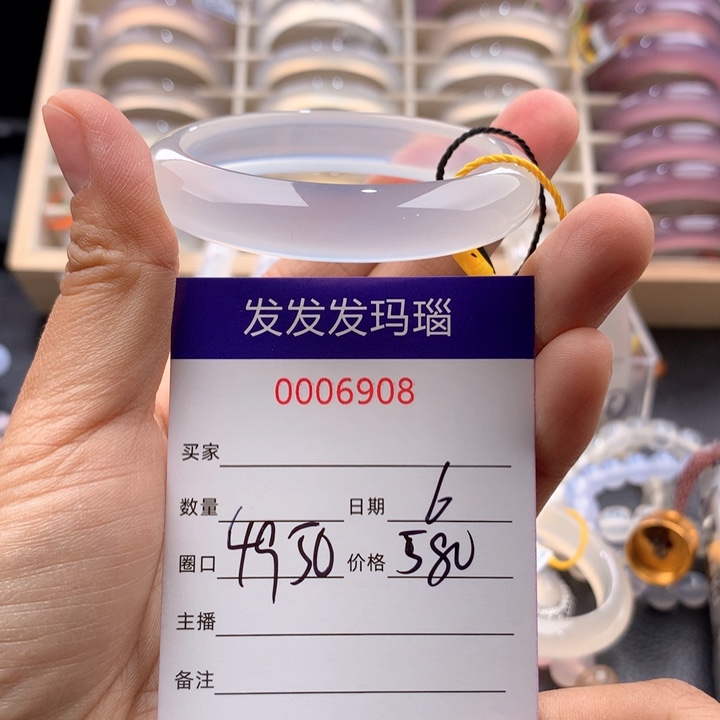 发发发玛瑙
0006908
买家
数量 日期 6
圈口 49 50 价格 580
主播
备注